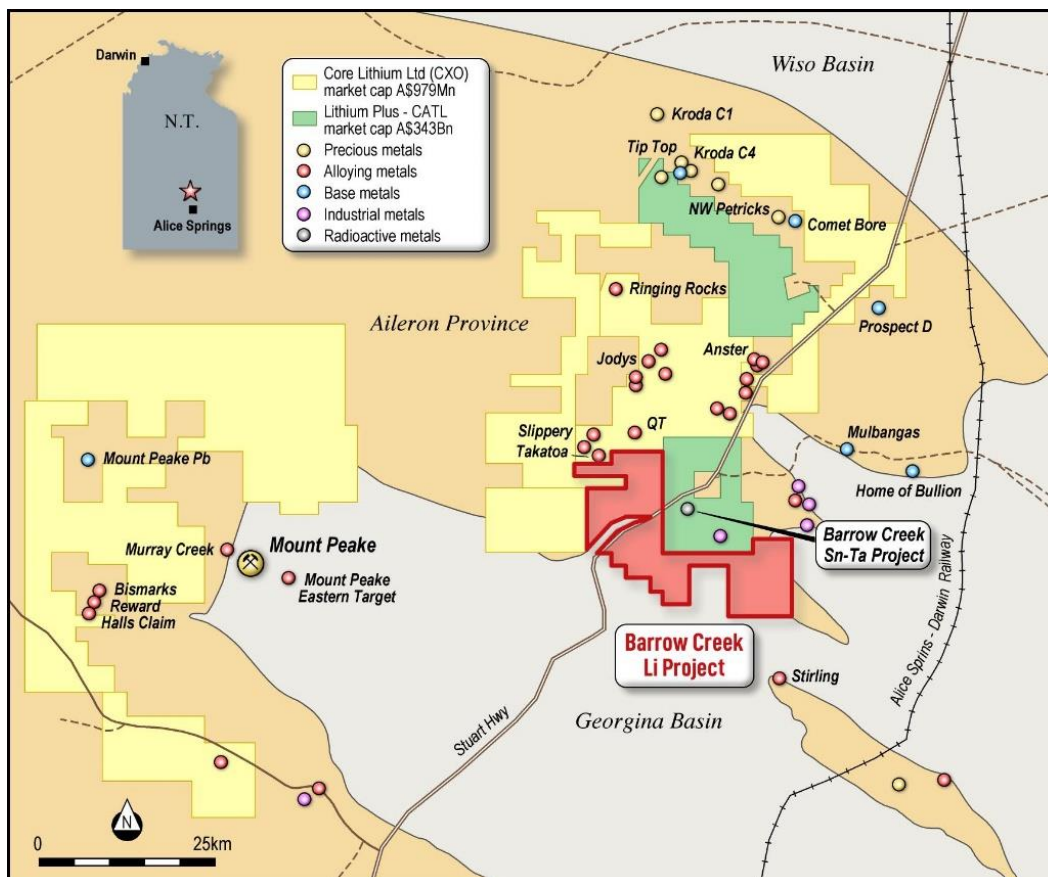 Darwin
N.T.
Alice Springs
Core Lithium Ltd (CXO)
market cap A$979Mn
Lithium Plus - CATL
market cap A$343Bn
Precious metals
Alloying metals
Base metals
Industrial metals
Radioactive metals
Wiso Basin
Kroda C1
Tip Top
Kroda C4
NW Petricks
Comet Bore
Ringing Rocks
Prospect D
Aileron Province
Jodys
Anster
Slippery
QT
Takatoa
Mulbangas
Home of Bullion
Mount Peake Pb
Murray Creek
Mount Peake
Mount Peake
Eastern Target
Bismarks
Reward
Halls Claim
Barrow Creek
Sn-Ta Project
Barrow Creek
Li Project
Stirling
Georgina Basin
Stuart Hwy
Alice Sprins - Darwin Railway
N
0
25km